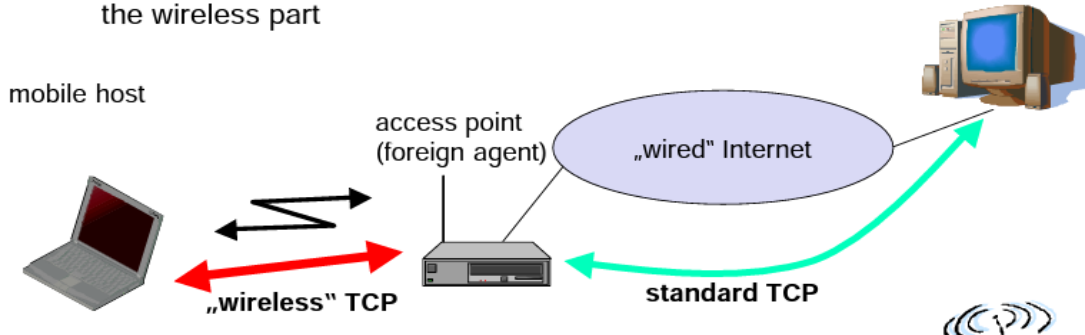 the wireless part
mobile host
access point
(foreign agent)
„wired“ Internet
„wireless“ TCP
standard TCP